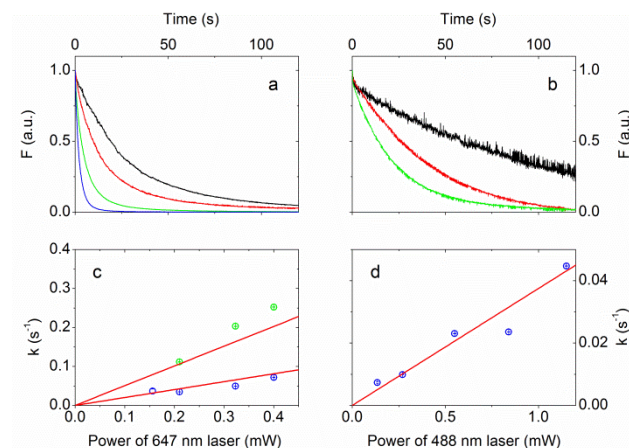 Time (s)
Time (s)
0 50 100
0 50 100
a
b
F (a.u.)
1.0
0.5
0.0
1.0
0.5
0.0
F (a.u.)
c
d
k (s-1)
0.4
0.3
0.2
0.1
0.0
0.04
0.02
0.00
k (s-1)
0.0 0.1 0.2 0.3 0.4
0.0 0.5 1.0
Power of 647 nm laser (mW)
Power of 488 nm laser (mW)